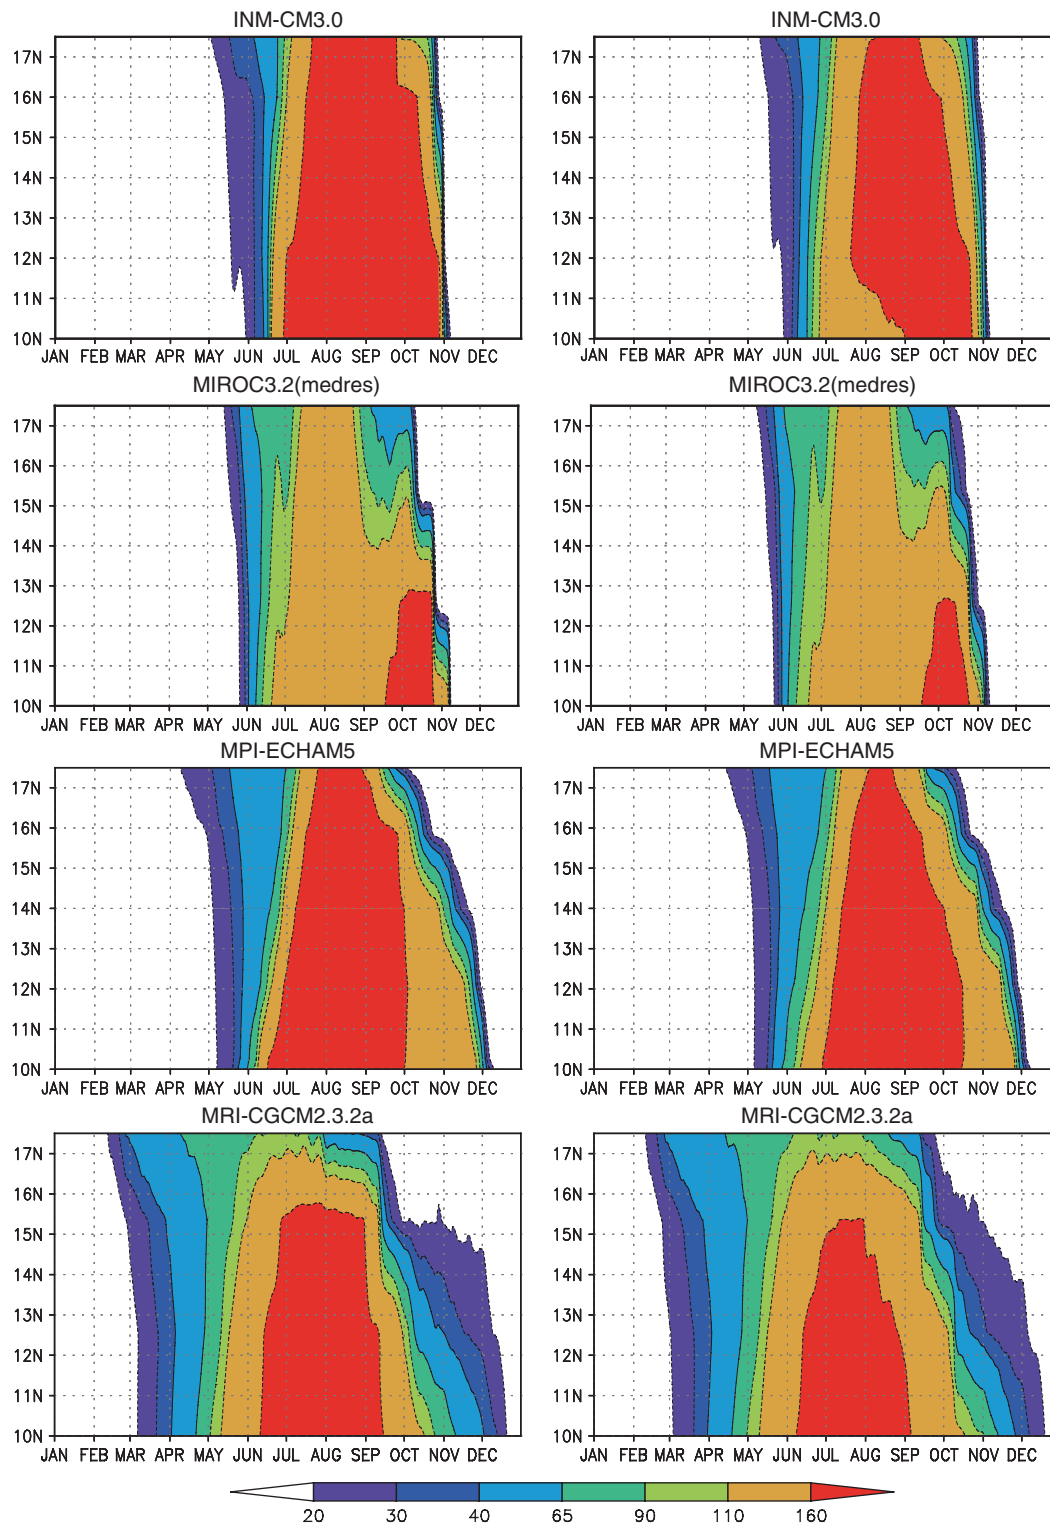 INM-CM3.0 INM-CM3.0
17N 17N
16N 16N
15N 15N
14N 14N
13N 13N
12N 12N
11N 11N
10N 10N
JAN FEB MAR APR MAY JUN JUL AUG SEP OCT NOV DEC JAN FEB MAR APR MAY JUN JUL AUG SEP OCT NOV DEC
MIROC3.2(medres) MIROC3.2(medres)
17N 17N
16N 16N
15N 15N
14N 14N
13N 13N
12N 12N
11N 11N
10N 10N
JAN FEB MAR APR MAY JUN JUL AUG SEP OCT NOV DEC JAN FEB MAR APR MAY JUN JUL AUG SEP OCT NOV DEC
MPI-ECHAM5 MPI-ECHAM5
17N 17N
16N 16N
15N 15N
14N 14N
13N 13N
12N 12N
11N 11N
10N 10N
JAN FEB MAR APR MAY JUN JUL AUG SEP OCT NOV DEC JAN FEB MAR APR MAY JUN JUL AUG SEP OCT NOV DEC
MRI-CGCM2.3.2a MRI-CGCM2.3.2a
17N 17N
16N 16N
15N 15N
14N 14N
13N 13N
12N 12N
11N 11N
10N 10N
JAN FEB MAR APR MAY JUN JUL AUG SEP OCT NOV DEC JAN FEB MAR APR MAY JUN JUL AUG SEP OCT NOV DEC
20 30 40 65 90 110 160